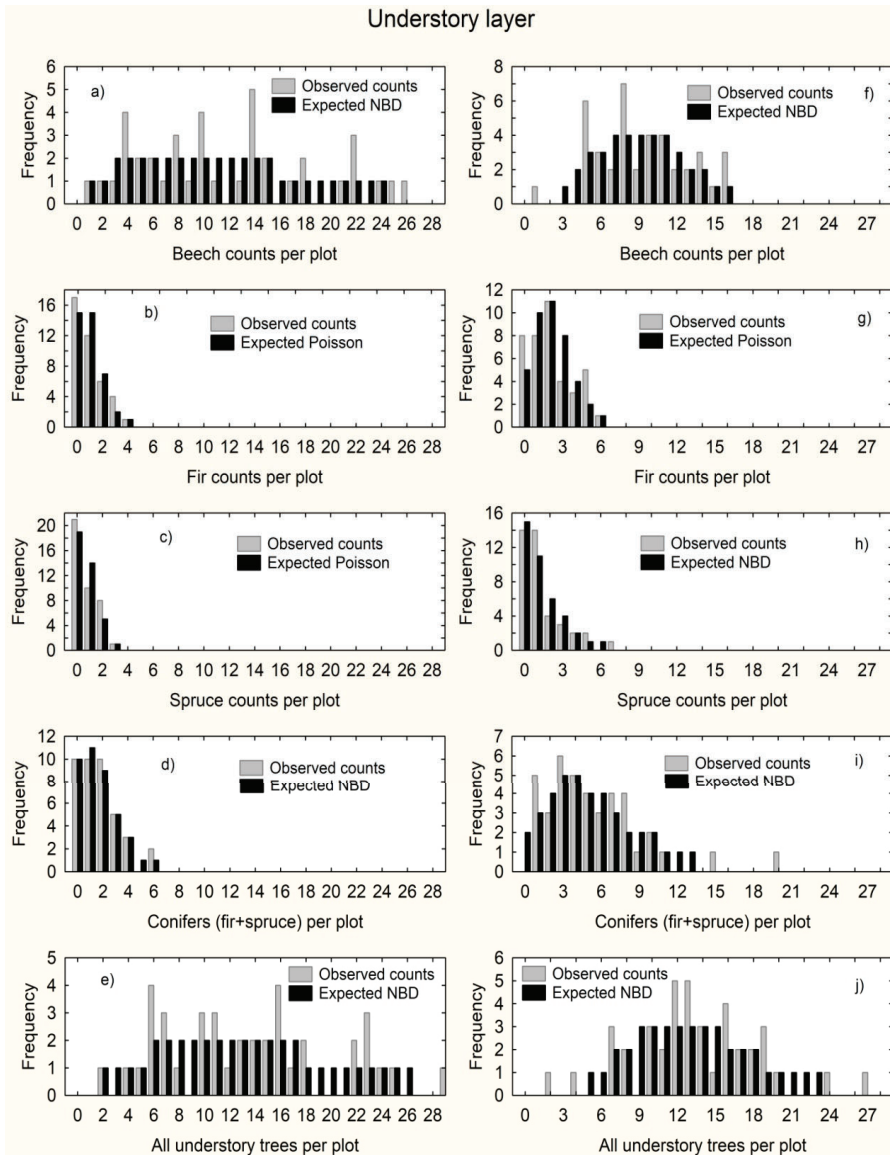 Understory layer
a)
Observed counts
Expected NBD
Frequency
6
5
4
3
2
1
0
0 2 4 6 8 10 12 14 16 18 20 22 24 26 28
Beech counts per plot
f)
Observed counts
Expected NBD
Frequency
8
6
4
2
0
0 3 6 9 12 15 18 21 24 27
Beech counts per plot
b)
Observed counts
Expected Poisson
Frequency
16
12
8
4
0
0 2 4 6 8 10 12 14 16 18 20 22 24 26 28
Fir counts per plot
g)
Observed counts
Expected Poisson
Frequency
12
10
8
6
4
2
0
0 3 6 9 12 15 18 21 24 27
Fir counts per plot
c)
Observed counts
Expected Poisson
Frequency
20
16
12
8
4
0
0 2 4 6 8 10 12 14 16 18 20 22 24 26 28
Spruce counts per plot
h)
Observed counts
Expected NBD
Frequency
16
12
8
4
0
0 3 6 9 12 15 18 21 24 27
Spruce counts per plot
d)
Observed counts
Expected NBD
Frequency
12
10
8
6
4
2
0
0 2 4 6 8 10 12 14 16 18 20 22 24 26 28
Conifers (fir+spruce) per plot
i)
Observed counts
Expected NBD
Frequency
7
6
5
4
3
2
1
0
0 3 6 9 12 15 18 21 24 27
Conifers (fir+spruce) per plot
e)
Observed counts
Expected NBD
Frequency
5
4
3
2
1
0
0 2 4 6 8 10 12 14 16 18 20 22 24 26 28
All understory trees per plot
j)
Observed counts
Expected NBD
Frequency
6
5
4
3
2
1
0
0 3 6 9 12 15 18 21 24 27
All understory trees per plot